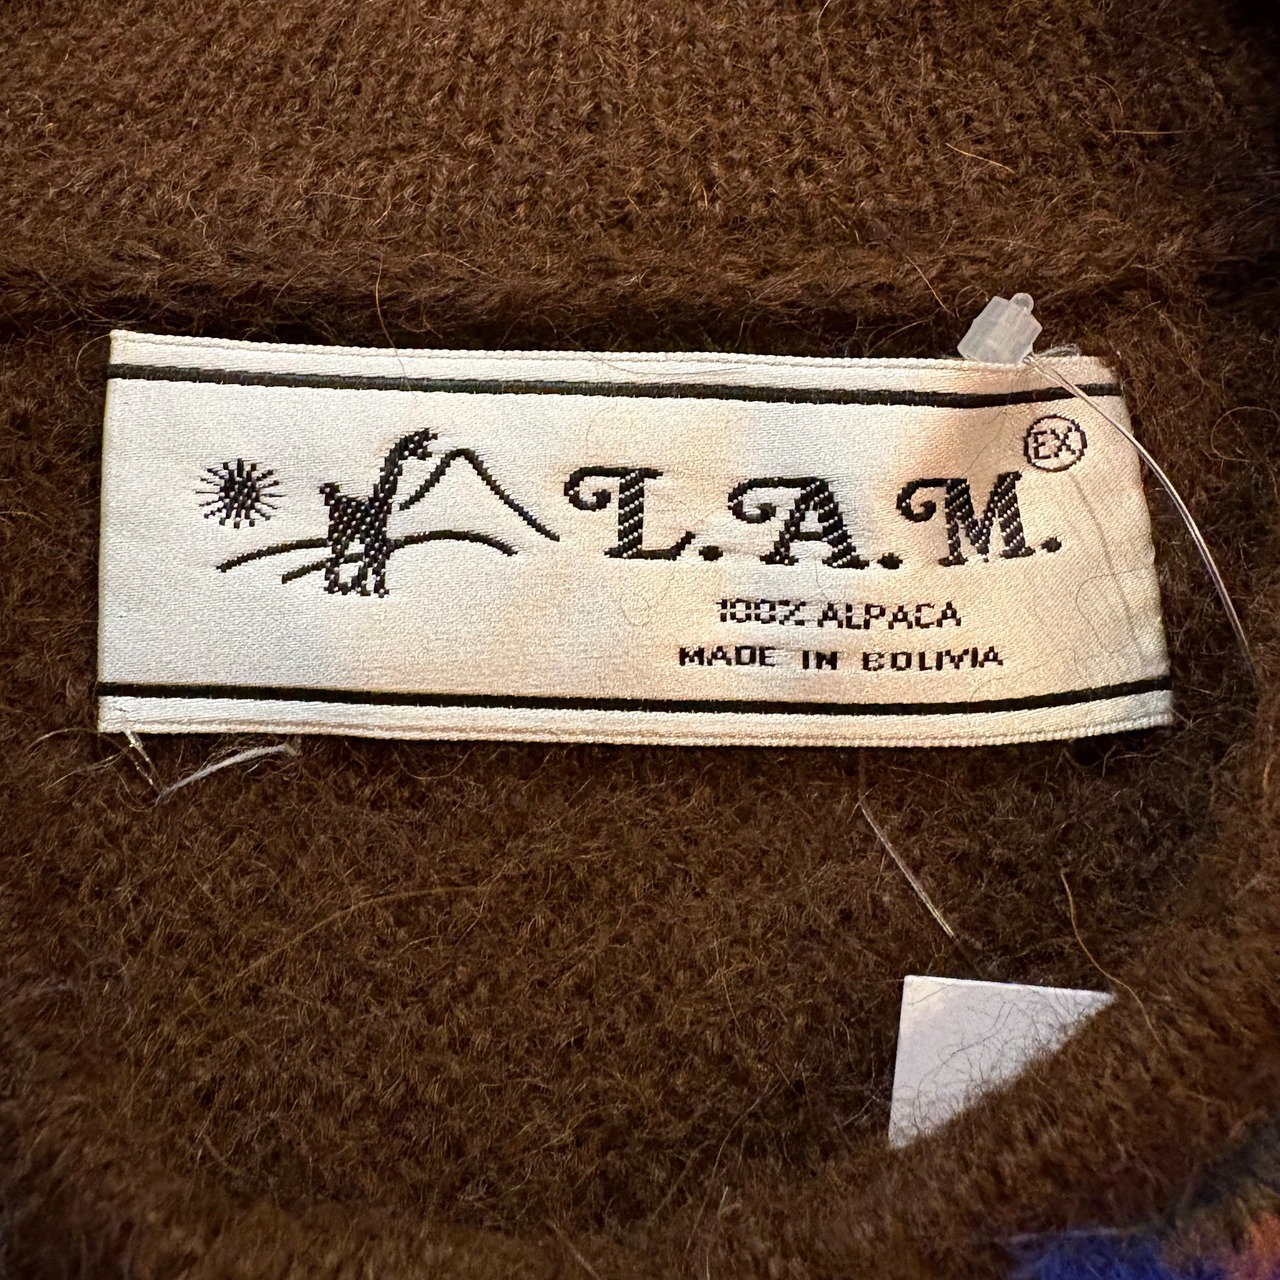 L.A.M. EX
100% ALPACA
MADE IN BOLIVIA